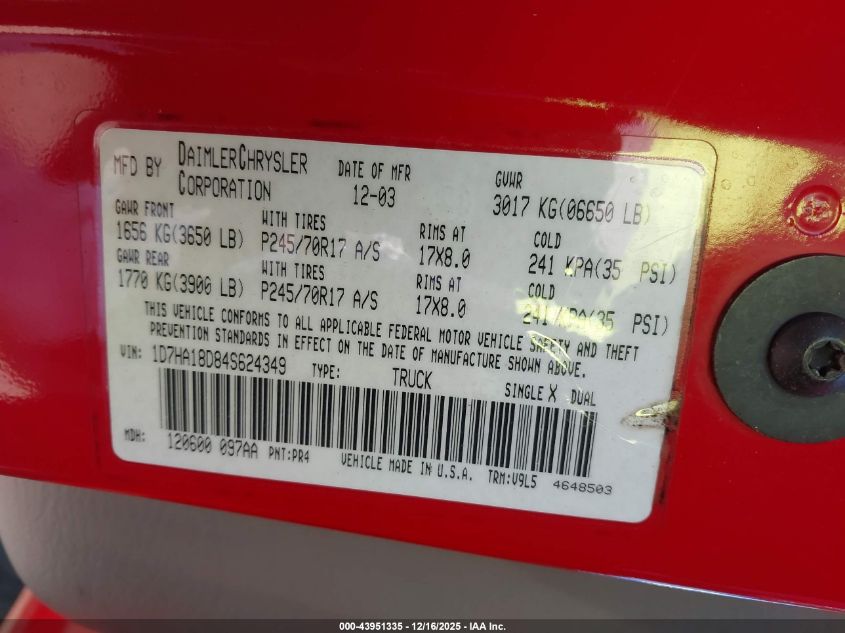 MFD BY DAIMLERCHRYSLER CORPORATION DATE OF MFR 12-03 GVWR 3017 KG(06650 LB)
GAWR FRONT WITH TIRES RIMS AT COLD
1656 KG(3650 LB) P245/70R17 A/S 17X8.0 241 KPA(35 PSI)
GAWR REAR WITH TIRES RIMS AT COLD
1770 KG(3900 LB) P245/70R17 A/S 17X8.0 241 KPA(35 PSI)
THIS VEHICLE CONFORMS TO ALL APPLICABLE FEDERAL MOTOR VEHICLE SAFETY AND THEFT
PREVENTION STANDARDS IN EFFECT ON THE DATE OF MANUFACTURE SHOWN ABOVE.
VIN: 1D7HA18D84S624349 TYPE: TRUCK SINGLE X DUAL
MDH: 120600 097AA PNT:PR4 VEHICLE MADE IN U.S.A. TRM:V9L5 4648503
000-43951335 - 12/16/2025 - IAA Inc.